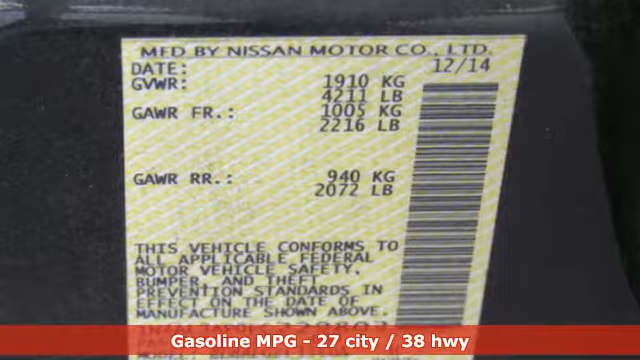 MFD BY NISSAN MOTOR CO., LTD.
DATE: 12/14
GVWR: 1910 KG
4211 LB
GAWR FR.: 1005 KG
2216 LB
GAWR RR.: 940 KG
2072 LB
THIS VEHICLE CONFORMS TO
ALL APPLICABLE FEDERAL
MOTOR VEHICLE SAFETY,
BUMPER, AND THEFT
PREVENTION STANDARDS IN
EFFECT ON THE DATE OF
MANUFACTURE SHOWN ABOVE.
Gasoline MPG - 27 city / 38 hwy